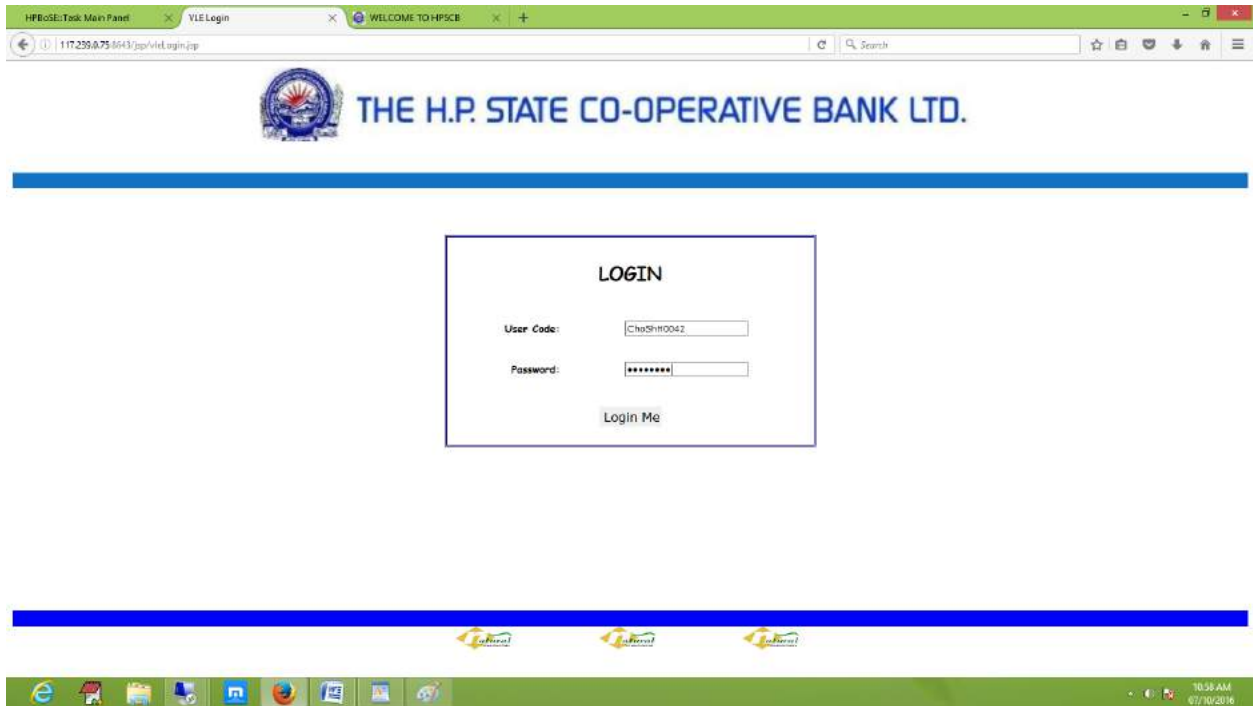 HPBoSE::Task Main Panel
VLE Login
WELCOME TO HPSCB
117.239.0.75:8643/jsp/vleLogin.jsp
Search
THE H.P. STATE CO-OPERATIVE BANK LTD.
LOGIN
User Code:
Password:
••••••••
Login Me
10:58 AM
07/10/2016